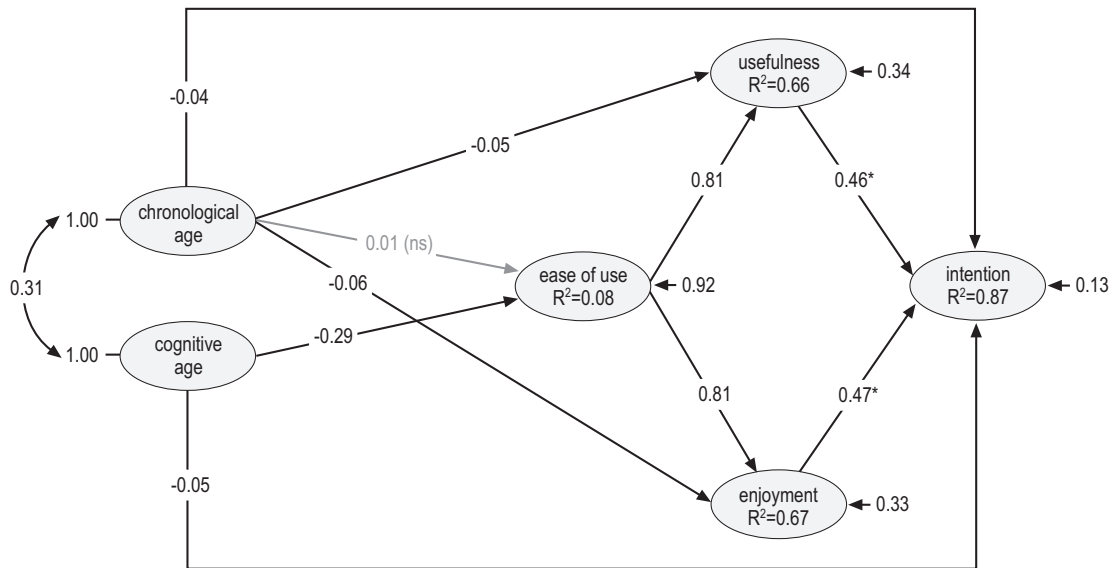 usefulness
R²=0.66
0.34
-0.04
-0.05
0.81
0.46*
1.00
chronological
age
0.01 (ns)
-0.06
ease of use
R²=0.08
0.92
intention
R²=0.87
0.13
0.31
1.00
cognitive
age
-0.29
0.81
0.47*
-0.05
enjoyment
R²=0.67
0.33